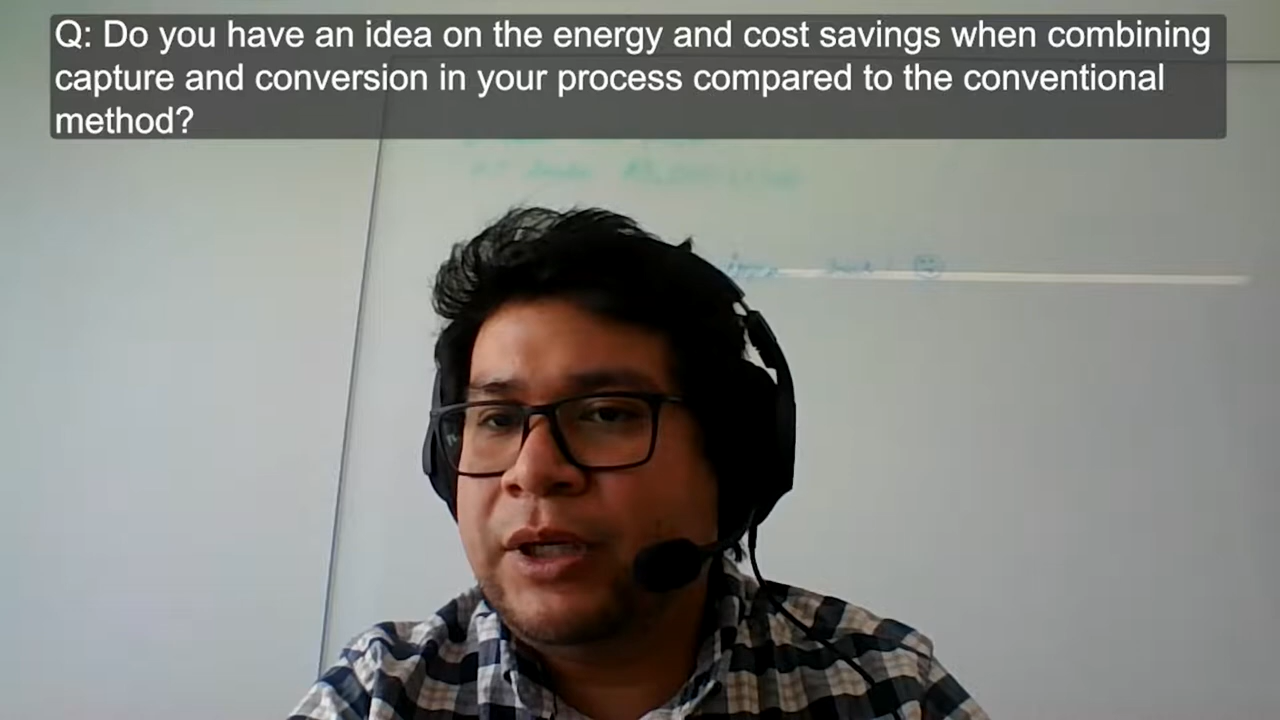 Q: Do you have an idea on the energy and cost savings when combining
capture and conversion in your process compared to the conventional
method?